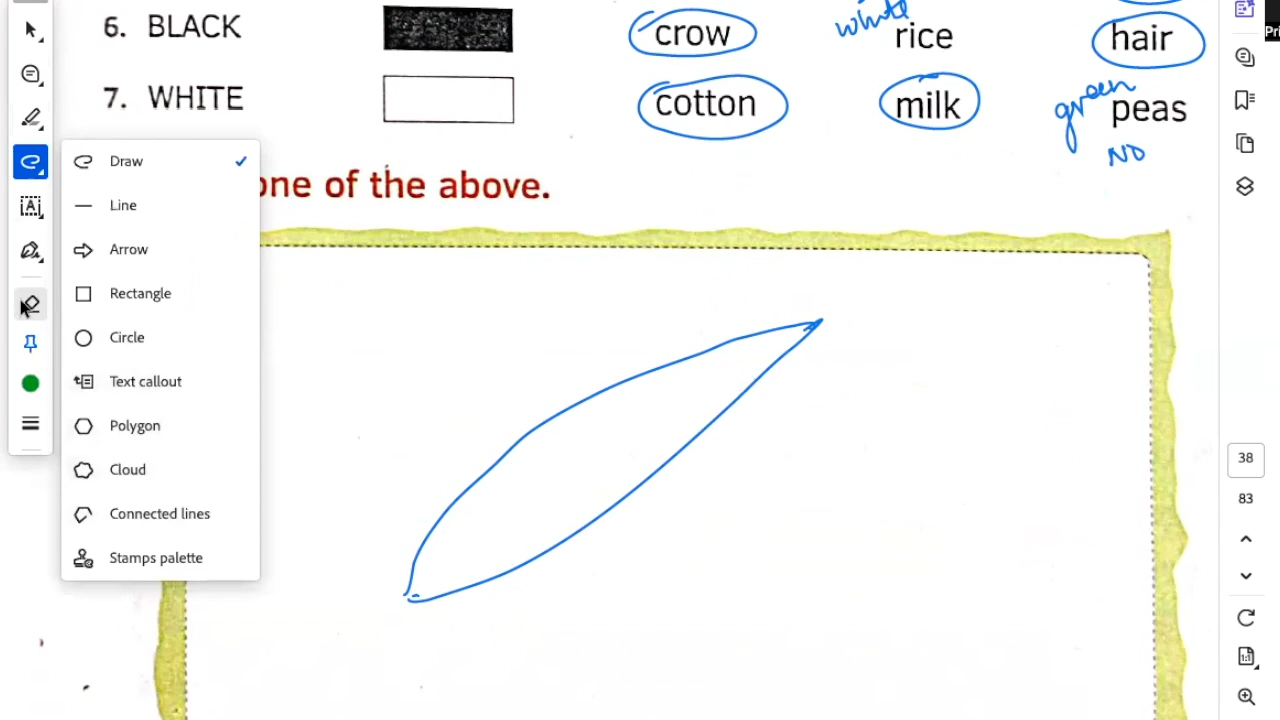 6. BLACK crow white rice hair
7. WHITE cotton milk green peas
NO
one of the above.
Draw
Line
Arrow
Rectangle
Circle
Text callout
Polygon
Cloud
Connected lines
Stamps palette
38
83